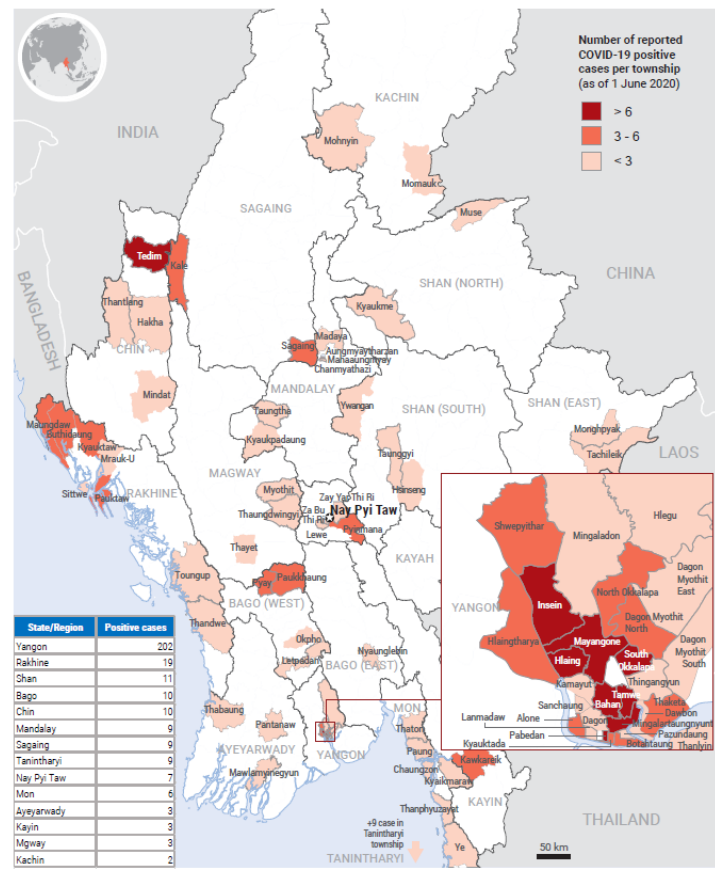 Number of reported
COVID-19 positive
cases per township
(as of 1 June 2020)
> 6
3 - 6
< 3
KACHIN
INDIA
Mohnyin
Momauk
SAGAING
Muse
Tedim
Kale
SHAN (NORTH)
CHINA
BANGLADESH
Thantlang
Hakha
Kyaukme
CHIN
Sagaing
Madaya
Aungmyaytharzan
Mahaaungmyay
Chanmyathazi
Mindat
MANDALAY
Taungtha
Ywangan
SHAN (SOUTH)
SHAN (EAST)
Maungdaw
Buthidaung
Kyauktaw
Mrauk-U
Kyaukpadaung
Taunggyi
Monghpyak
Tachileik
LAOS
MAGWAY
Sittwe
Pauktaw
RAKHINE
Myothit
Hsihseng
Zay Yar Thi Ri
Nay Pyi Taw
Thaungdwingyi
Za Bu
Thi Ri
Pyinmana
Lewe
Thayet
KAYAH
Toungup
Pyay
Paukkhaung
BAGO (WEST)
Thandwe
Okpho
Letpadan
Nyaunglebin
BAGO (EAST)
Thabaung
Pantanaw
AYEYARWADY
Mawlamyinegyun
YANGON
MON
Thaton
Paung
Chaungzon
Kawkareik
Kyaikmaraw
Thanphyuzayat
KAYIN
Ye
+9 case in
Tanintharyi
township
TANINTHARYI
50 km
THAILAND
Shwepyithar
Mingaladon
Hlegu
YANGON
Insein
North Okkalapa
Dagon
Myothit
East
Hlaingtharya
Mayangone
Dagon Myothit
North
Hlaing
South
Okkalapa
Dagon
Myothit
South
Kamayut
Thingangyun
Sanchaung
Bahan
Tamwe
Thaketa
Dawbon
Lanmadaw
Alone
Dagon
Mingalartaungnyunt
Pabedan
Pazundaung
Kyauktada
Botahtaung
Thanlyin
State/Region Positive cases
Yangon 202
Rakhine 19
Shan 11
Bago 10
Chin 10
Mandalay 9
Sagaing 9
Tanintharyi 9
Nay Pyi Taw 7
Mon 6
Ayeyarwady 3
Kayin 3
Mgway 3
Kachin 2